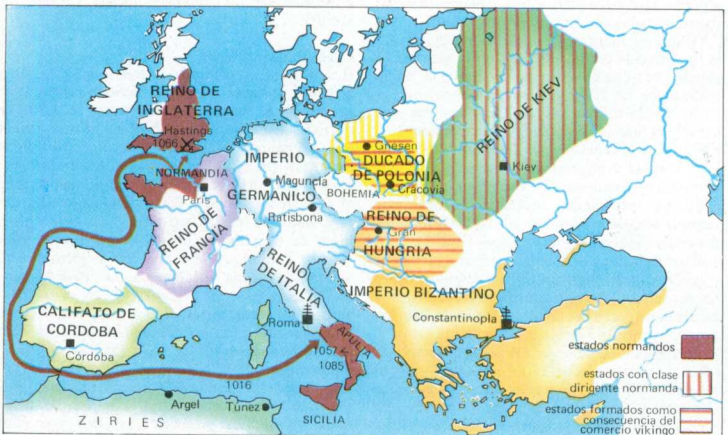 REINO DE
INGLATERRA
Hastings
1066
NORMANDIA
París
REINO DE
FRANCIA
IMPERIO
GERMANICO
Maguncia
Ratisbona
BOHEMIA
Gnesen
DUCADO
DE POLONIA
Cracovia
REINO DE KIEV
Kiev
REINO DE
Gran
HUNGRIA
REINO
DE ITALIA
IMPERIO BIZANTINO
Constantinopla
Roma
APULIA
1057
1085
CALIFATO DE
CORDOBA
Córdoba
1016
Argel
Túnez
SICILIA
ZIRIES
estados normandos
estados con clase
dirigente normanda
estados formados como
consecuencia del
comercio vikingo